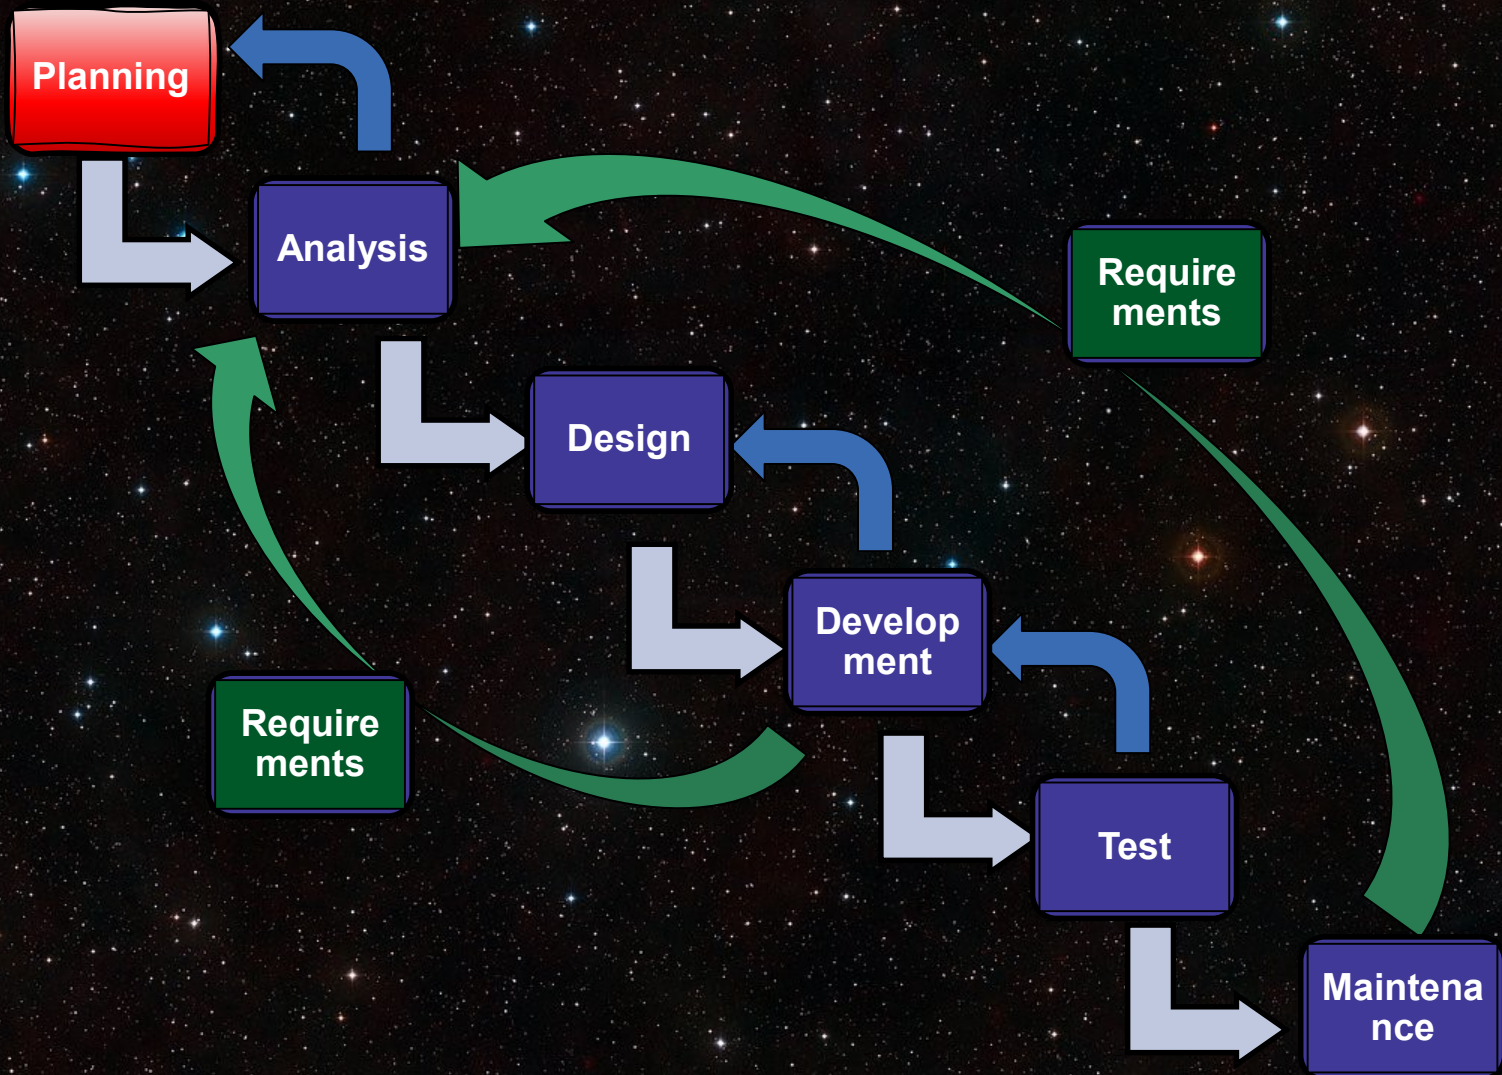 Planning
Analysis
Require
ments
Design
Develop
ment
Require
ments
Test
Maintena
nce